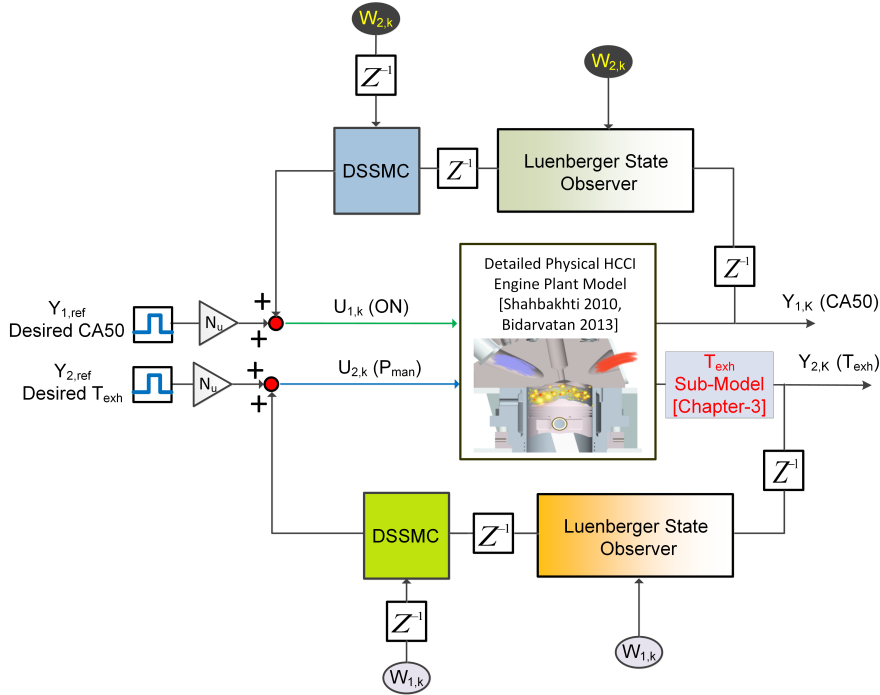 W2,k
Z-1
W2,k
DSSMC
Z-1
Luenberger State
Observer
Z-1
Detailed Physical HCCI
Engine Plant Model
[Shahbakhti 2010,
Bidarvatan 2013]
Y1,ref
Desired CA50
Nu
+
+
U1,k (ON)
Y1,K (CA50)
Y2,ref
Desired Texh
Nu
+
+
U2,k (Pman)
Texh
Sub-Model
[Chapter-3]
Y2,K (Texh)
Z-1
DSSMC
Z-1
Luenberger State
Observer
Z-1
W1,k
W1,k